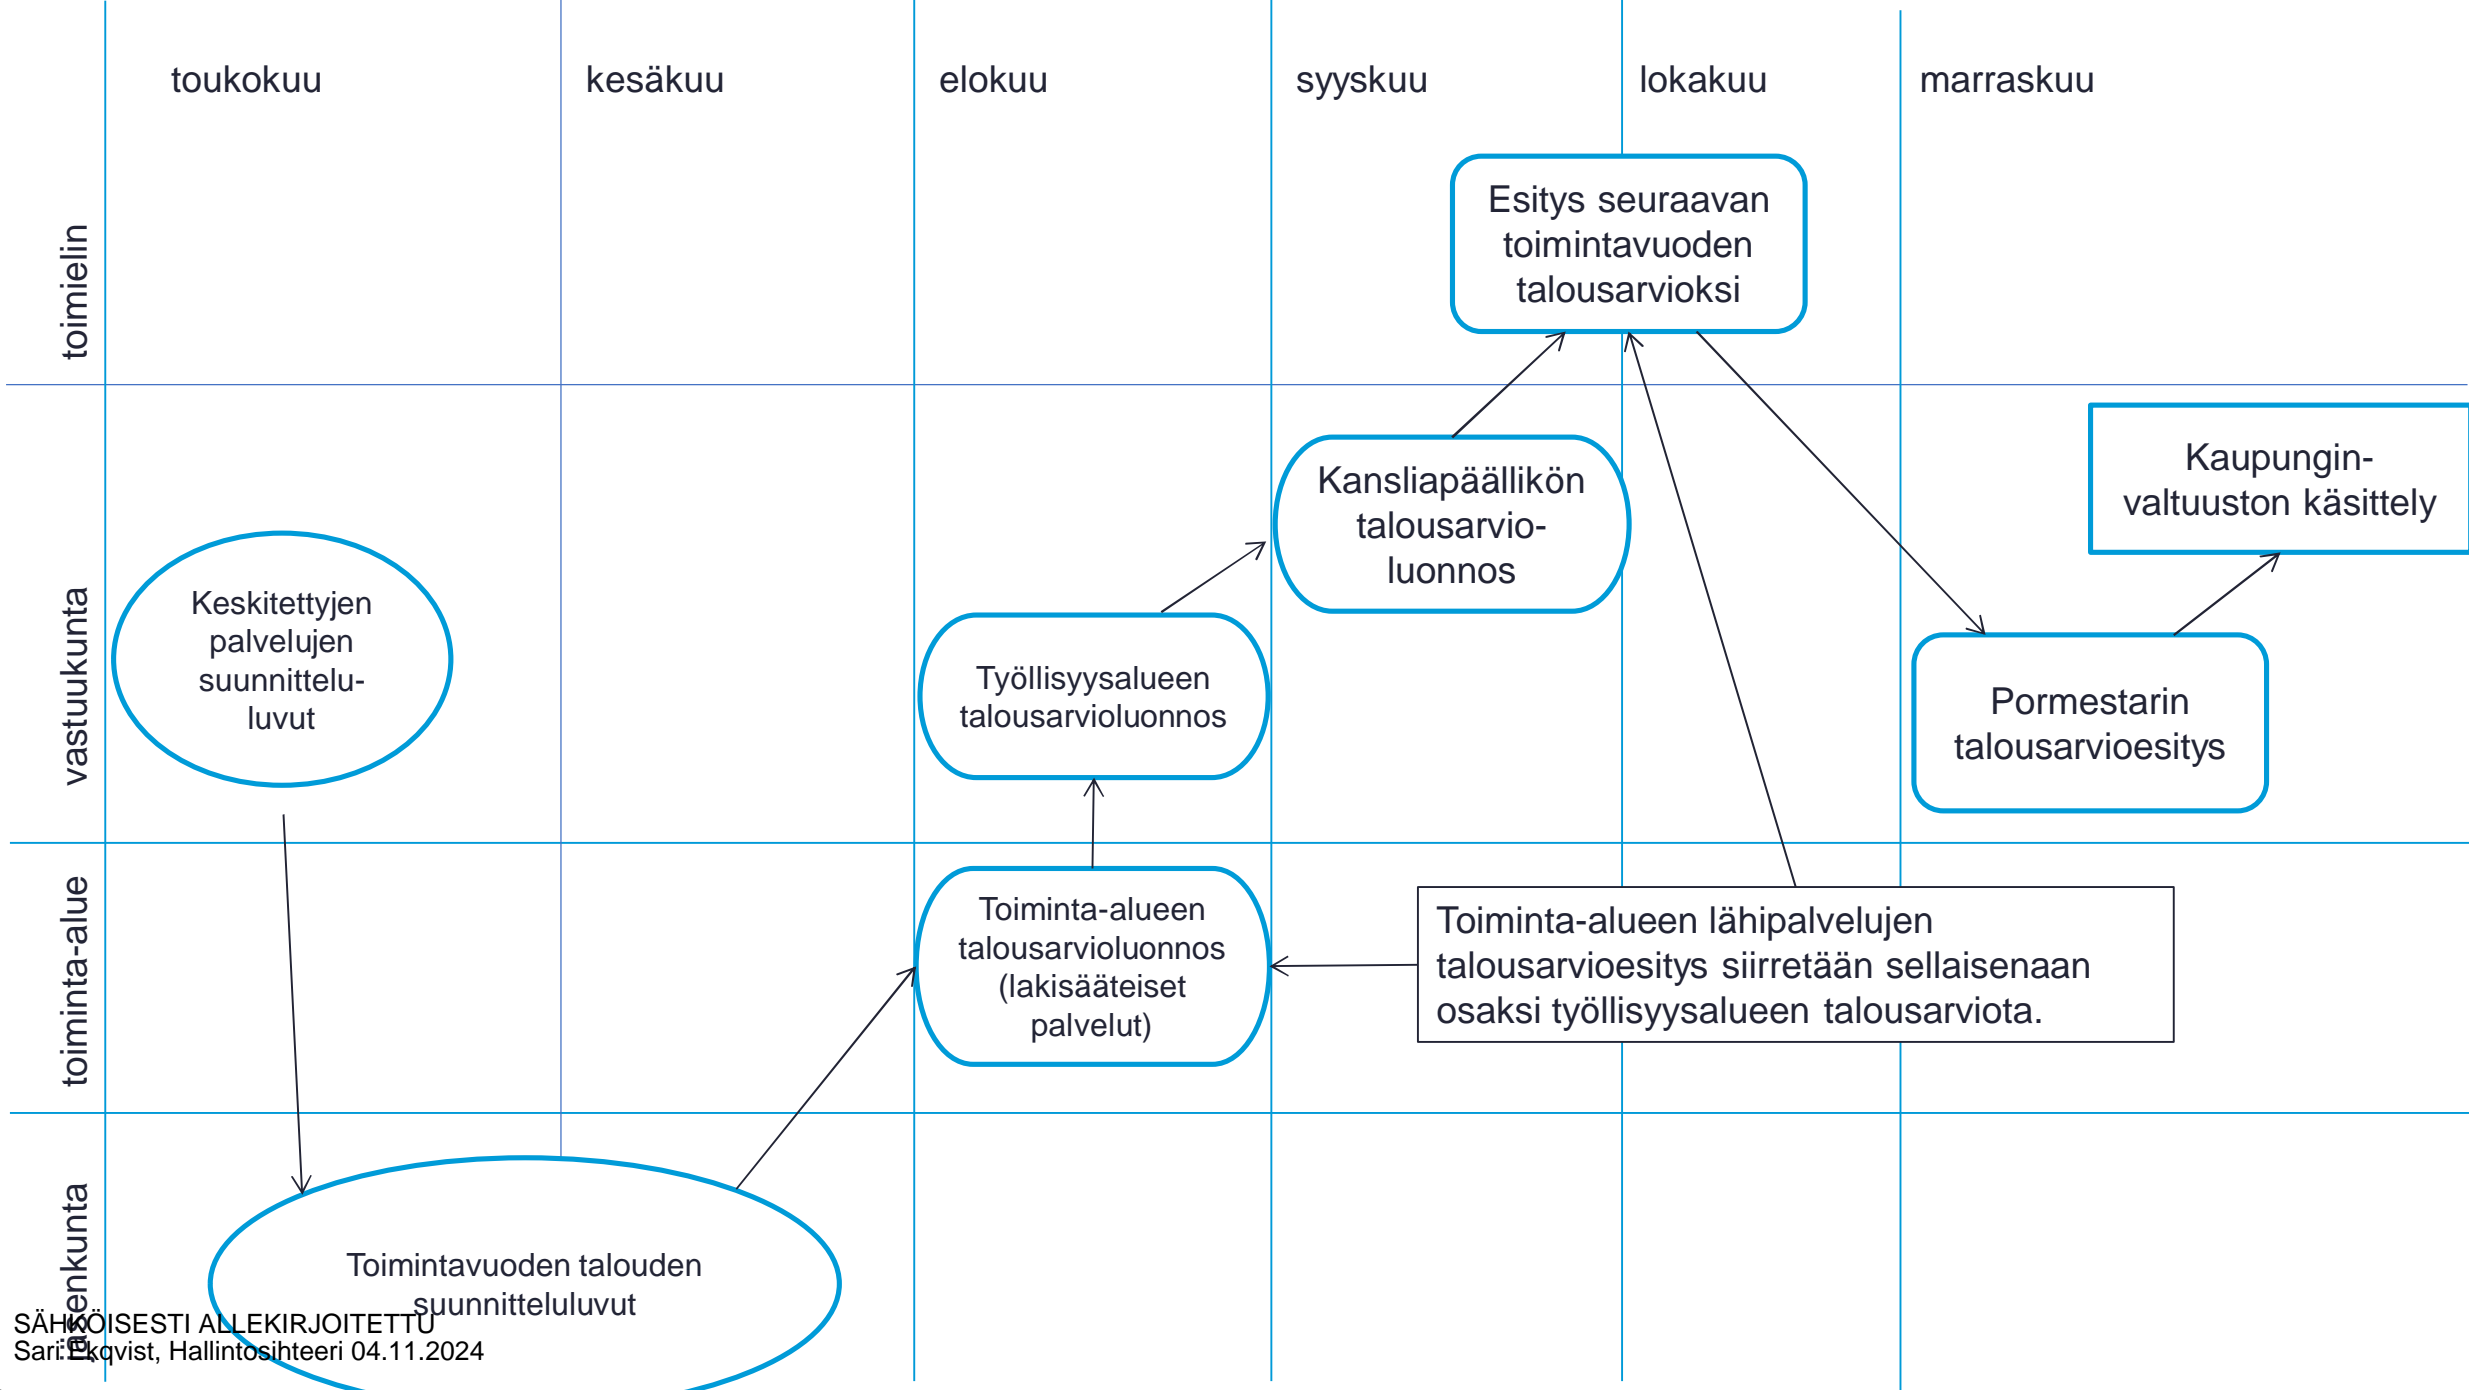 toukokuu
kesäkuu
elokuu
syyskuu
lokakuu
marraskuu
toimielin
Esitys seuraavan
toimintavuoden
talousarvioksi
vastuukunta
Keskitettyjen
palvelujen
suunnittelu-
luvut
Työllisyysalueen
talousarvioluonnos
Kansliapäällikön
talousarvio-
luonnos
Kaupungin-
valtuuston käsittely
Pormestarin
talousarvioesitys
toiminta-alue
Toiminta-alueen
talousarvioluonnos
(lakisääteiset
palvelut)
Toiminta-alueen lähipalvelujen
talousarvioesitys siirretään sellaisenaan
osaksi työllisyysalueen talousarviota.
jäsenkunta
Toimintavuoden talouden
suunnitteluluvut
SÄHKÖISESTI ALLEKIRJOITETTU
Sari Ekqvist, Hallintosihteeri 04.11.2024